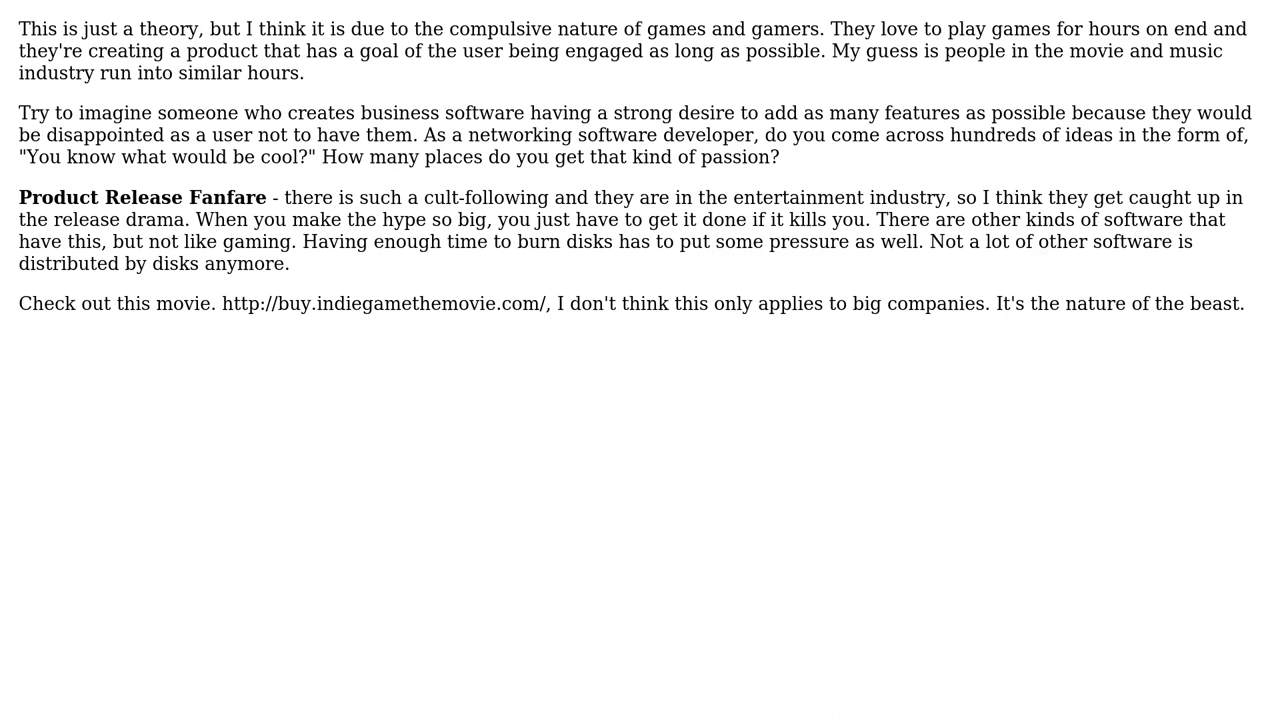 This is just a theory, but I think it is due to the compulsive nature of games and gamers. They love to play games for hours on end and
they're creating a product that has a goal of the user being engaged as long as possible. My guess is people in the movie and music
industry run into similar hours.
Try to imagine someone who creates business software having a strong desire to add as many features as possible because they would
be disappointed as a user not to have them. As a networking software developer, do you come across hundreds of ideas in the form of,
"You know what would be cool?" How many places do you get that kind of passion?
Product Release Fanfare - there is such a cult-following and they are in the entertainment industry, so I think they get caught up in
the release drama. When you make the hype so big, you just have to get it done if it kills you. There are other kinds of software that
have this, but not like gaming. Having enough time to burn disks has to put some pressure as well. Not a lot of other software is
distributed by disks anymore.
Check out this movie. http://buy.indiegamethemovie.com/, I don't think this only applies to big companies. It's the nature of the beast.